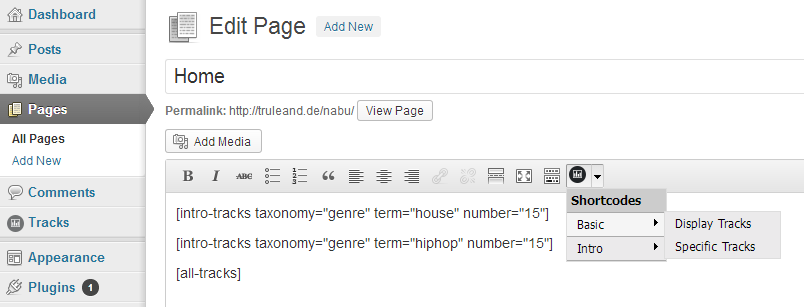 Dashboard
Posts
Media
Pages
All Pages
Add New
Comments
Tracks
Appearance
Plugins 1
Edit Page Add New
Home
Permalink: http://truleand.de/nabu/ View Page
Add Media
B I ABC
[intro-tracks taxonomy="genre" term="house" number="15"]
[intro-tracks taxonomy="genre" term="hiphop" number="15"]
[all-tracks]
Shortcodes
Basic
Intro
Display Tracks
Specific Tracks